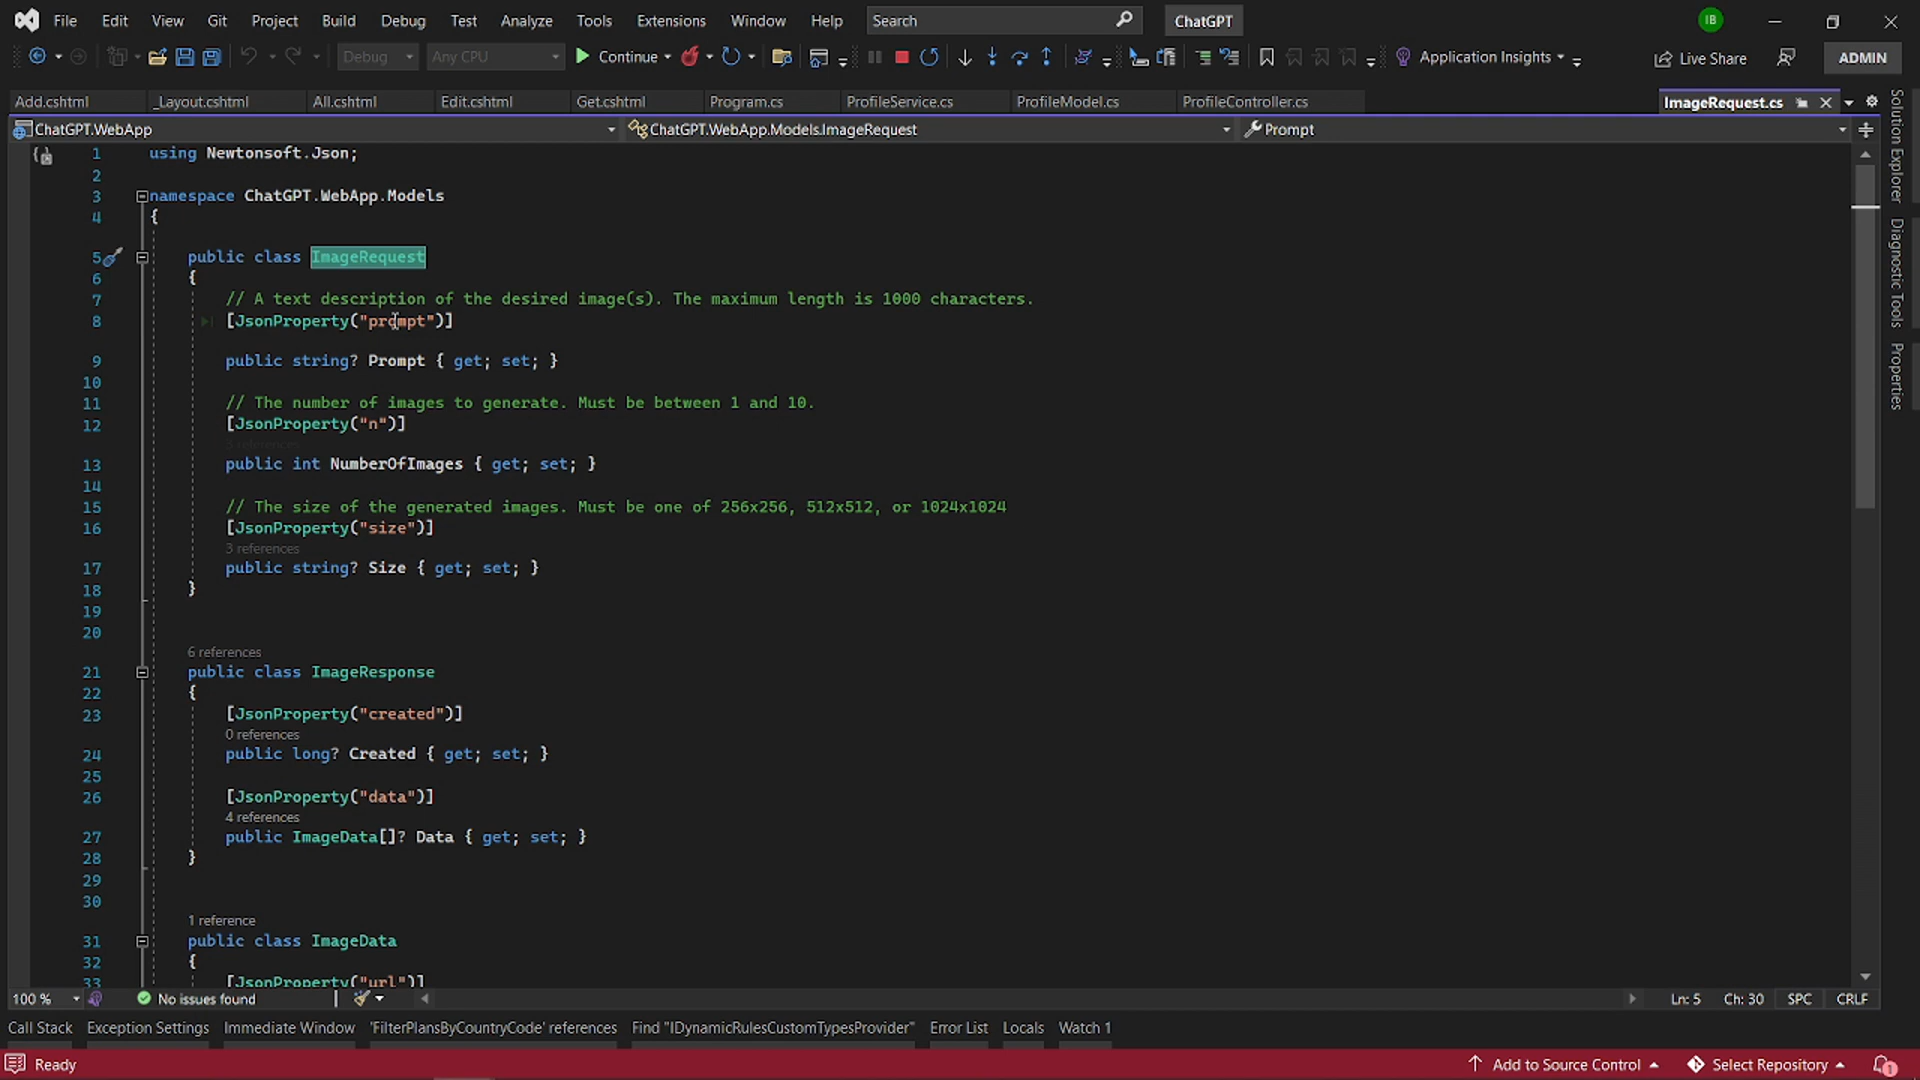 File Edit View Git Project Build Debug Test Analyze Tools Extensions Window Help Search ChatGPT IB
Debug Any CPU Continue Application Insights Live Share ADMIN
Add.cshtml _Layout.cshtml All.cshtml Edit.cshtml Get.cshtml Program.cs ProfileService.cs ProfileModel.cs ProfileController.cs ImageRequest.cs
ChatGPT.WebApp ChatGPT.WebApp.Models.ImageRequest Prompt
1 using Newtonsoft.Json;
2
3 namespace ChatGPT.WebApp.Models
4 {
5 public class ImageRequest
6 {
7 // A text description of the desired image(s). The maximum length is 1000 characters.
8 [JsonProperty("prompt")]
9 public string? Prompt { get; set; }
10
11 // The number of images to generate. Must be between 1 and 10.
12 [JsonProperty("n")]
3 references
13 public int NumberOfImages { get; set; }
14
15 // The size of the generated images. Must be one of 256x256, 512x512, or 1024x1024
16 [JsonProperty("size")]
3 references
17 public string? Size { get; set; }
18 }
19
20
6 references
21 public class ImageResponse
22 {
23 [JsonProperty("created")]
0 references
24 public long? Created { get; set; }
25
26 [JsonProperty("data")]
4 references
27 public ImageData[]? Data { get; set; }
28 }
29
30
1 reference
31 public class ImageData
32 {
33 [JsonProperty("url")]
Solution Explorer
Diagnostic Tools
Properties
100 % No issues found Ln: 5 Ch: 30 SPC CRLF
Call Stack Exception Settings Immediate Window 'FilterPlansByCountryCode' references Find "IDynamicRulesCustomTypesProvider" Error List Locals Watch 1
Ready Add to Source Control Select Repository 1